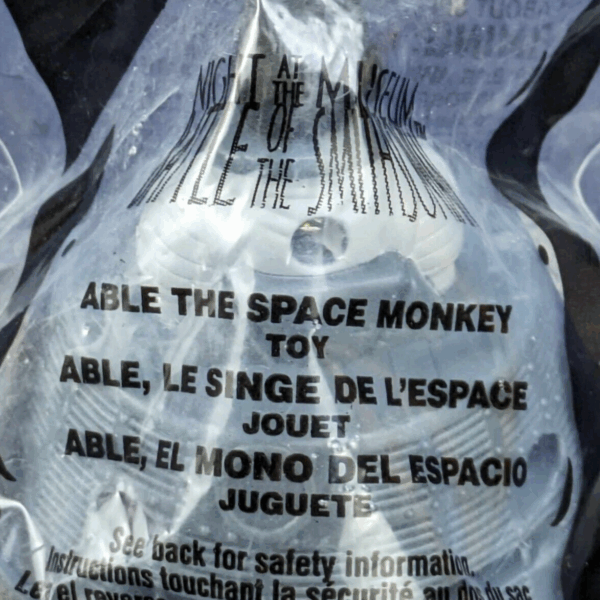 NIGHT AT THE MUSEUM
BATTLE OF THE SMITHSONIAN
ABLE THE SPACE MONKEY
TOY
ABLE, LE SINGE DE L'ESPACE
JOUET
ABLE, EL MONO DEL ESPACIO
JUGUETE
See back for safety information.
Instructions touchant la sécurité au dos du sac
el